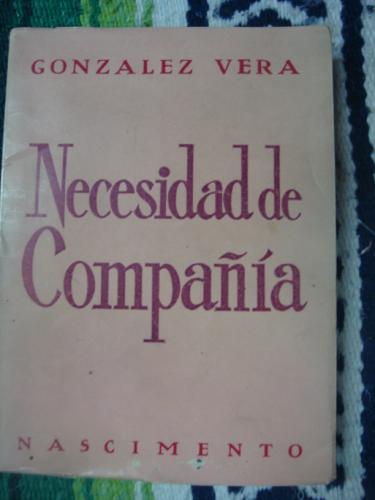 GONZALEZ VERA
Necesidad de
Compañía
NASCIMENTO